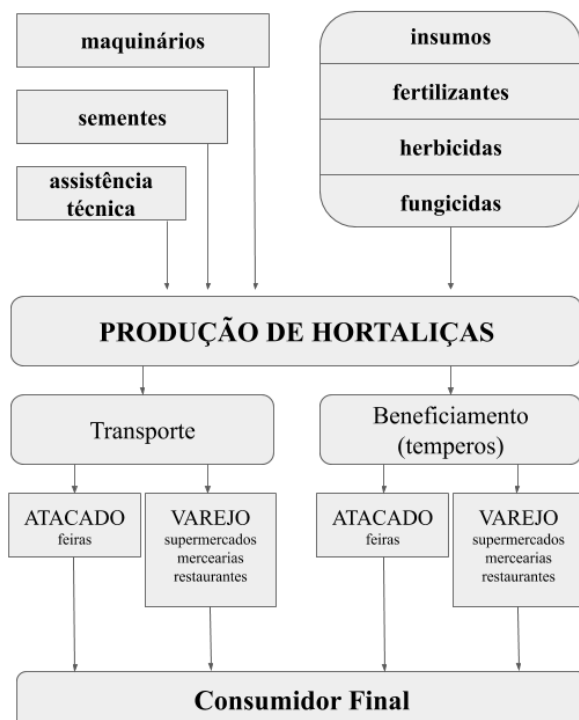 maquinários
sementes
assistência
técnica
insumos
fertilizantes
herbicidas
fungicidas
PRODUÇÃO DE HORTALIÇAS
Transporte
Beneficiamento
(temperos)
ATACADO
feiras
VAREJO
supermercados
mercearias
restaurantes
ATACADO
feiras
VAREJO
supermercados
mercearias
restaurantes
Consumidor Final